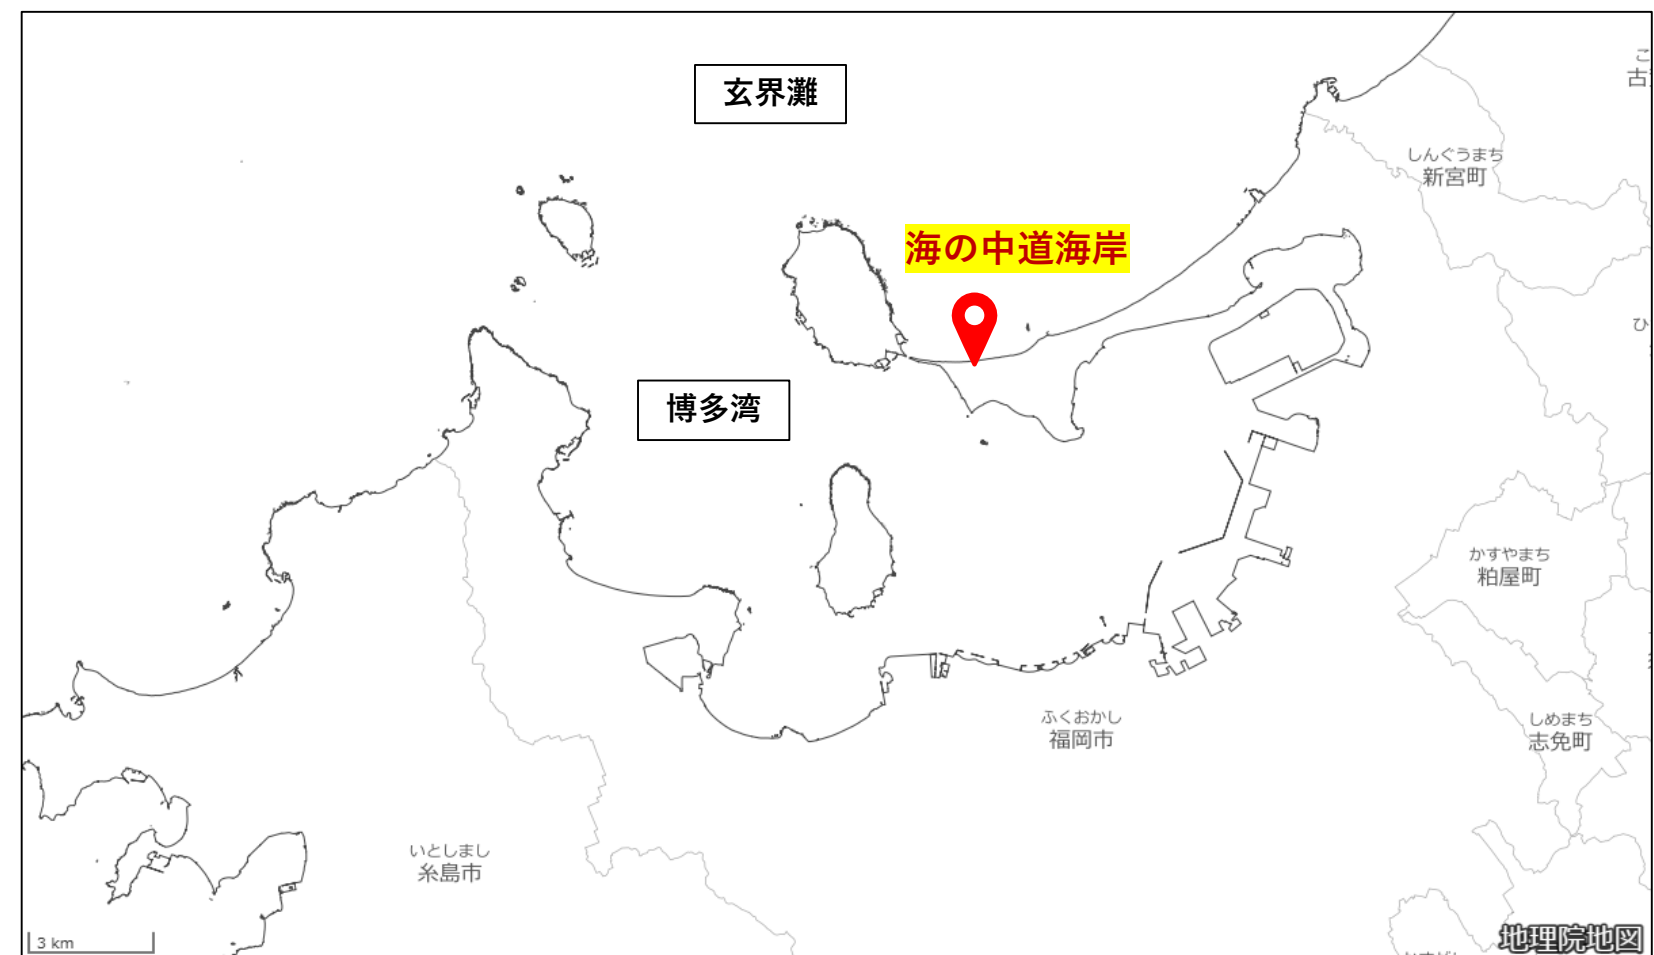 玄界灘
しんぐうまち
新宮町
海の中道海岸
博多湾
かすやまち
粕屋町
ふくおかし
福岡市
しめまち
志免町
いとしまし
糸島市
3 km
地理院地図